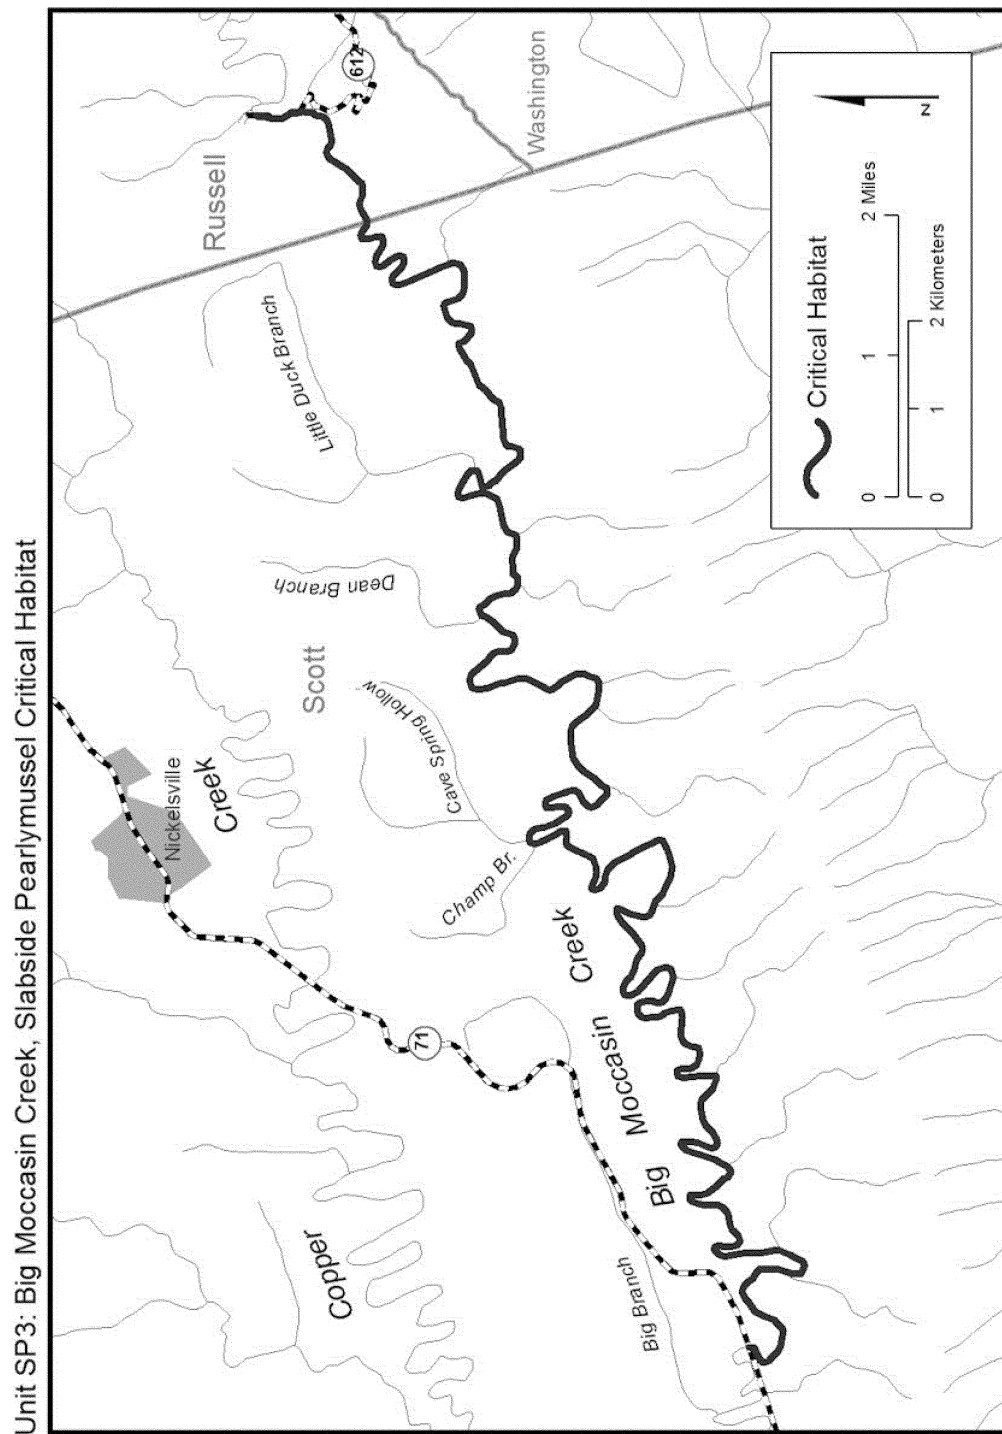 Unit SP3: Big Moccasin Creek, Slabside Pearlymussel Critical Habitat
Nickelsville
Copper Creek
Scott
Russell
Washington
612
71
Little Duck Branch
Dean Branch
Cave Spring Hollow
Champ Br.
Big Moccasin Creek
Big Branch
Critical Habitat
0 1 2 Miles
0 1 2 Kilometers
N